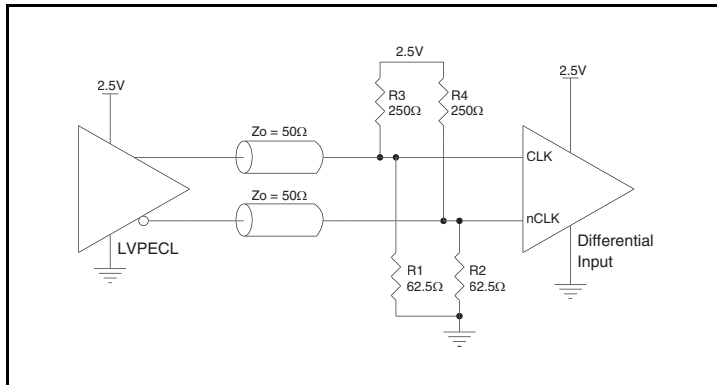 2.5V
2.5V
2.5V
R3
250Ω
R4
250Ω
Zo = 50Ω
CLK
Zo = 50Ω
nCLK
LVPECL
Differential
Input
R1
62.5Ω
R2
62.5Ω